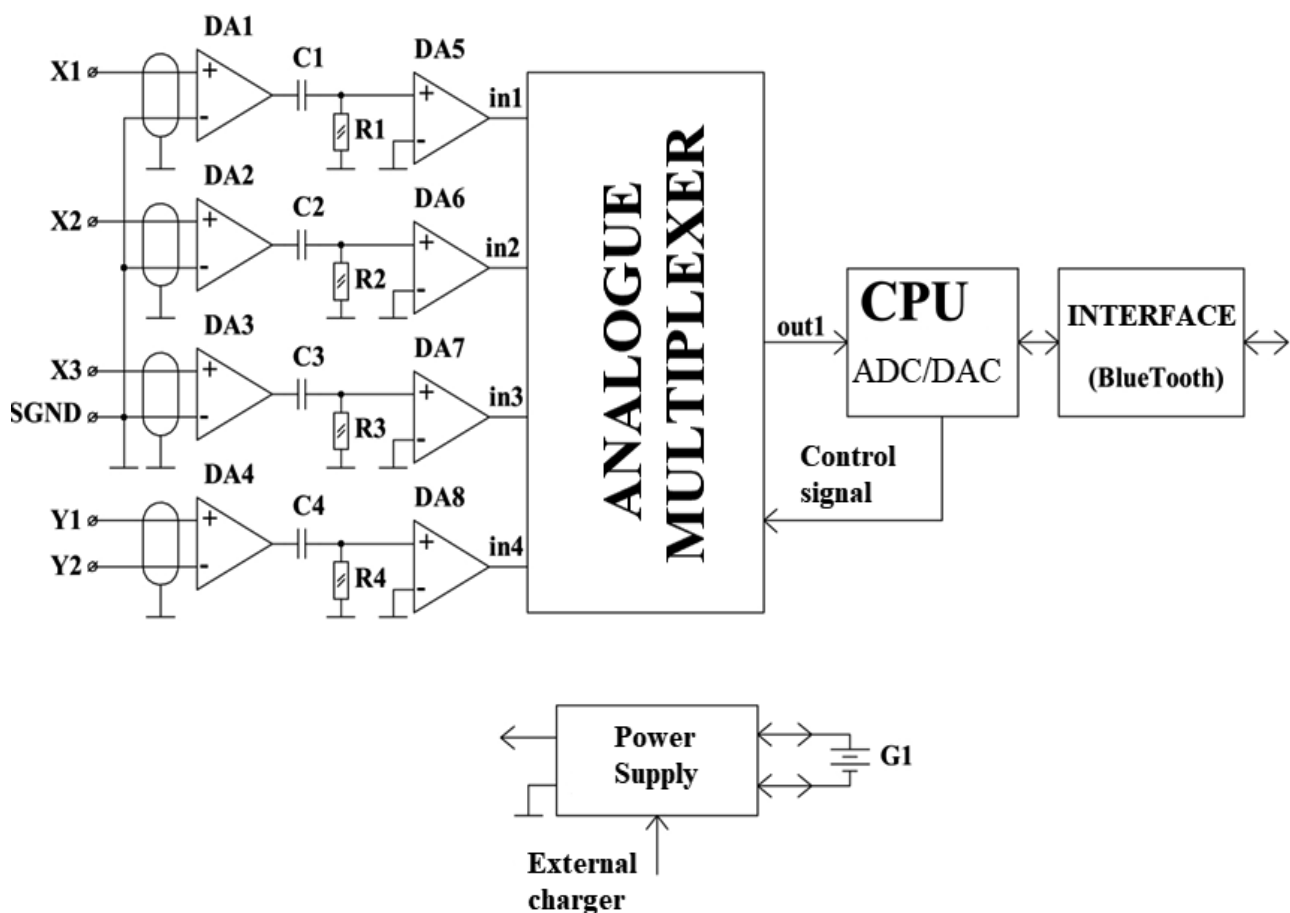 DA1
C1
DA5
X1
+
-
R1
+
-
in1
DA2
C2
DA6
X2
+
-
R2
+
-
in2
DA3
C3
DA7
X3
+
SGND
-
R3
+
-
in3
DA4
C4
DA8
Y1
+
Y2
-
R4
+
-
in4
ANALOGUE
MULTIPLEXER
out1
CPU
ADC/DAC
INTERFACE
(BlueTooth)
Control
signal
Power
Supply
G1
External
charger